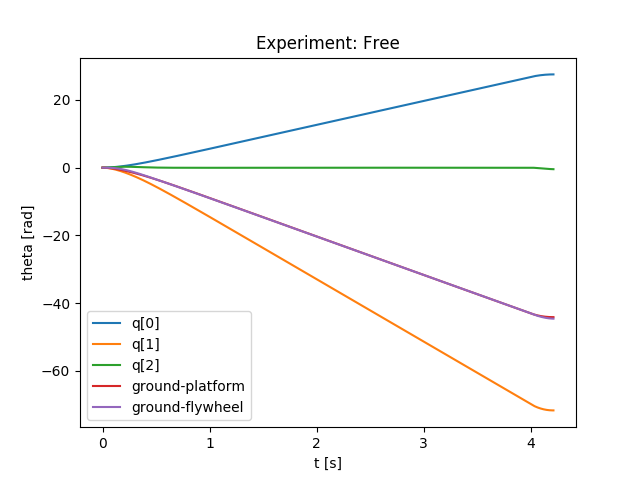 Experiment: Free
theta [rad]
20
0
−20
−40
−60
q[0]
q[1]
q[2]
ground-platform
ground-flywheel
0
1
2
3
4
t [s]